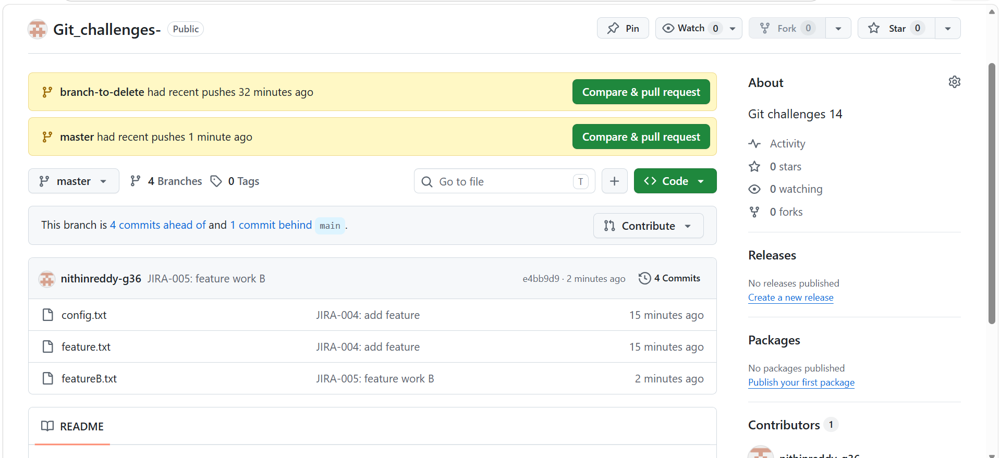 Git_challenges- Public
Pin
Watch 0
Fork 0
Star 0
branch-to-delete had recent pushes 32 minutes ago
Compare & pull request
master had recent pushes 1 minute ago
Compare & pull request
master
4 Branches
0 Tags
Go to file
T
Code
This branch is 4 commits ahead of and 1 commit behind main .
Contribute
nithinreddy-g36 JIRA-005: feature work B
e4bb9d9 · 2 minutes ago
4 Commits
config.txt JIRA-004: add feature 15 minutes ago
feature.txt JIRA-004: add feature 15 minutes ago
featureB.txt JIRA-005: feature work B 2 minutes ago
README
About
Git challenges 14
Activity
0 stars
0 watching
0 forks
Releases
No releases published
Create a new release
Packages
No packages published
Publish your first package
Contributors 1
nithinreddy-g36